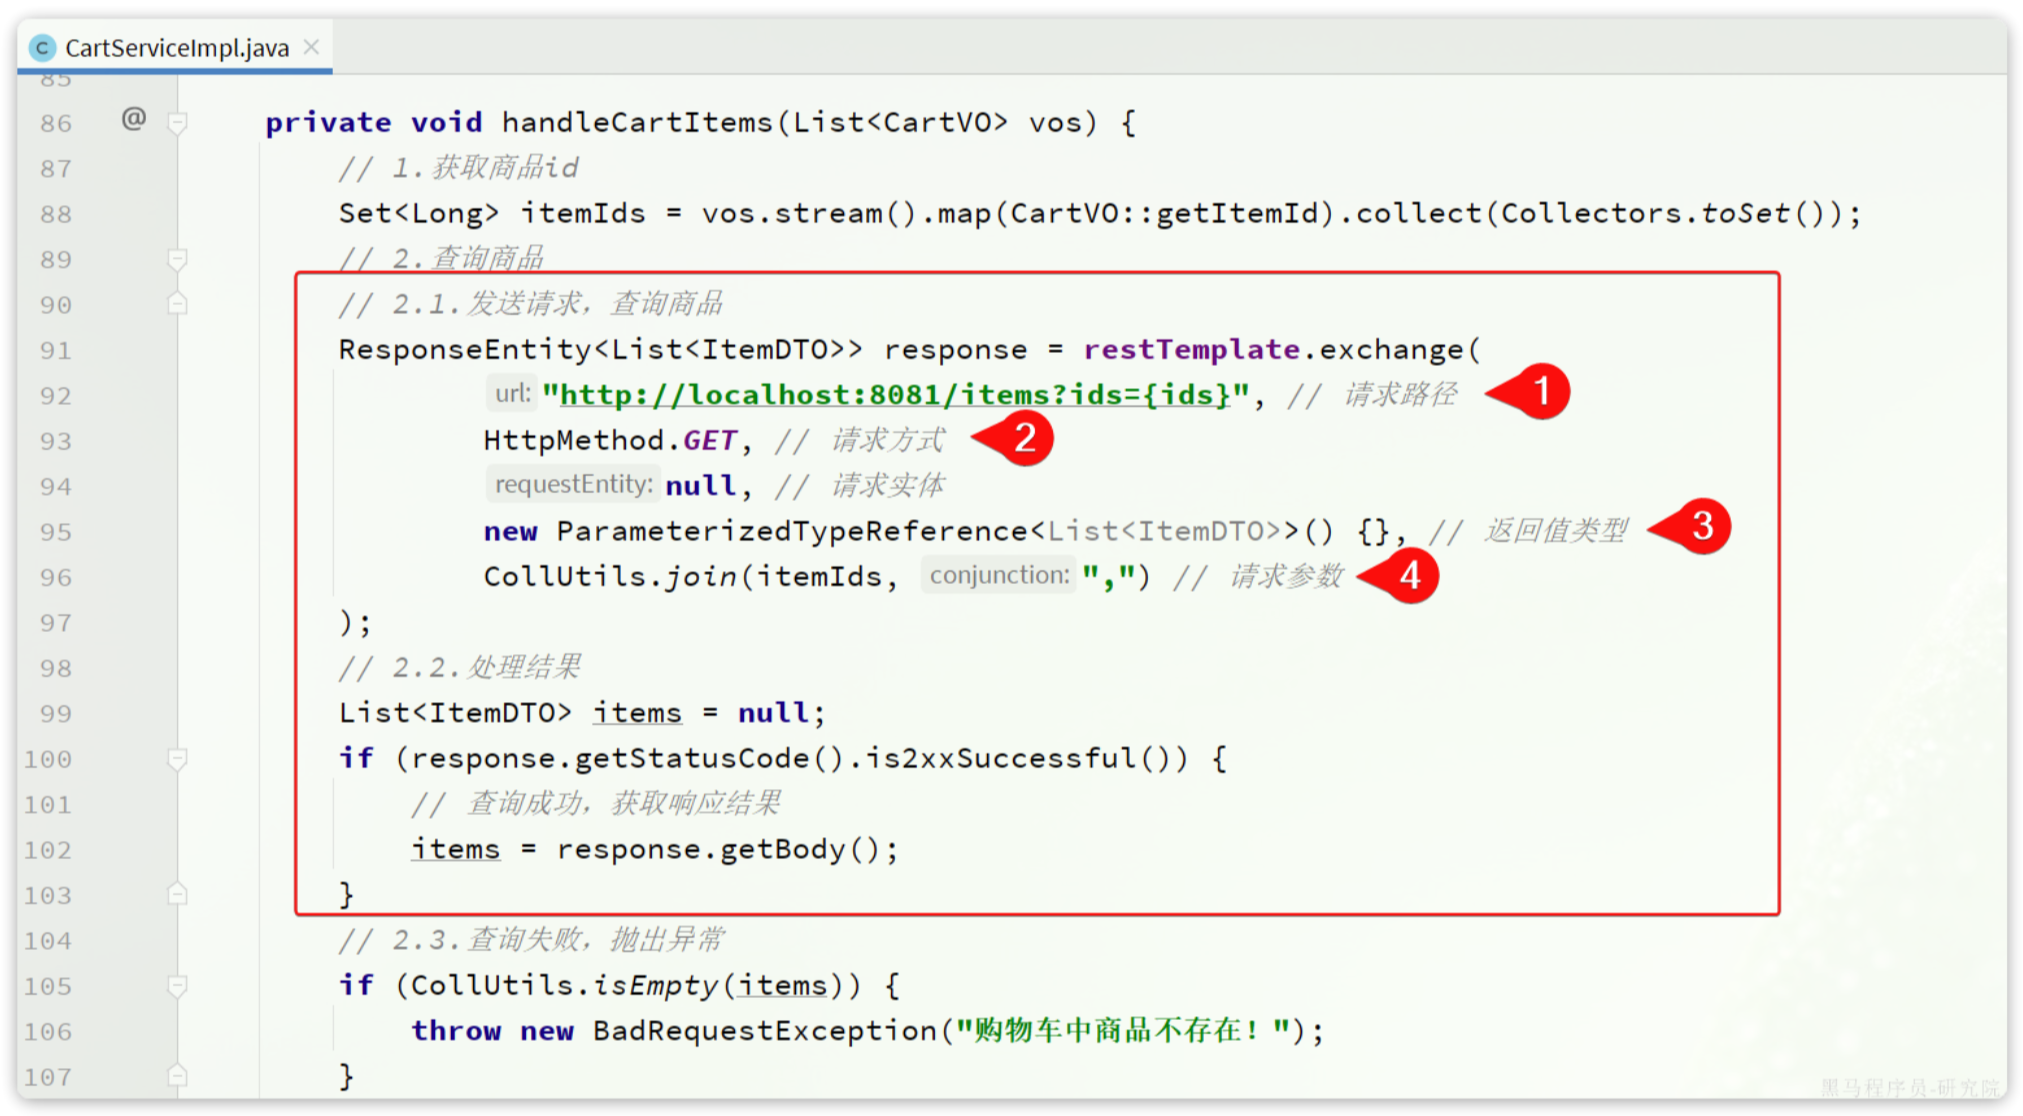 CartServiceImpl.java
85
86 @ private void handleCartItems(List<CartVO> vos) {
87 // 1.获取商品id
88 Set<Long> itemIds = vos.stream().map(CartVO::getItemId).collect(Collectors.toSet());
89 // 2.查询商品
90 // 2.1.发送请求，查询商品
91 ResponseEntity<List<ItemDTO>> response = restTemplate.exchange(
92 url: "http://localhost:8081/items?ids={ids}", // 请求路径 1
93 HttpMethod.GET, // 请求方式 2
94 requestEntity: null, // 请求实体
95 new ParameterizedTypeReference<List<ItemDTO>>() {}, // 返回值类型 3
96 CollUtils.join(itemIds, conjunction: ",") // 请求参数 4
97 );
98 // 2.2.处理结果
99 List<ItemDTO> items = null;
100 if (response.getStatusCode().is2xxSuccessful()) {
101 // 查询成功，获取响应结果
102 items = response.getBody();
103 }
104 // 2.3.查询失败，抛出异常
105 if (CollUtils.isEmpty(items)) {
106 throw new BadRequestException("购物车中商品不存在！");
107 }
黑马程序员-研究院